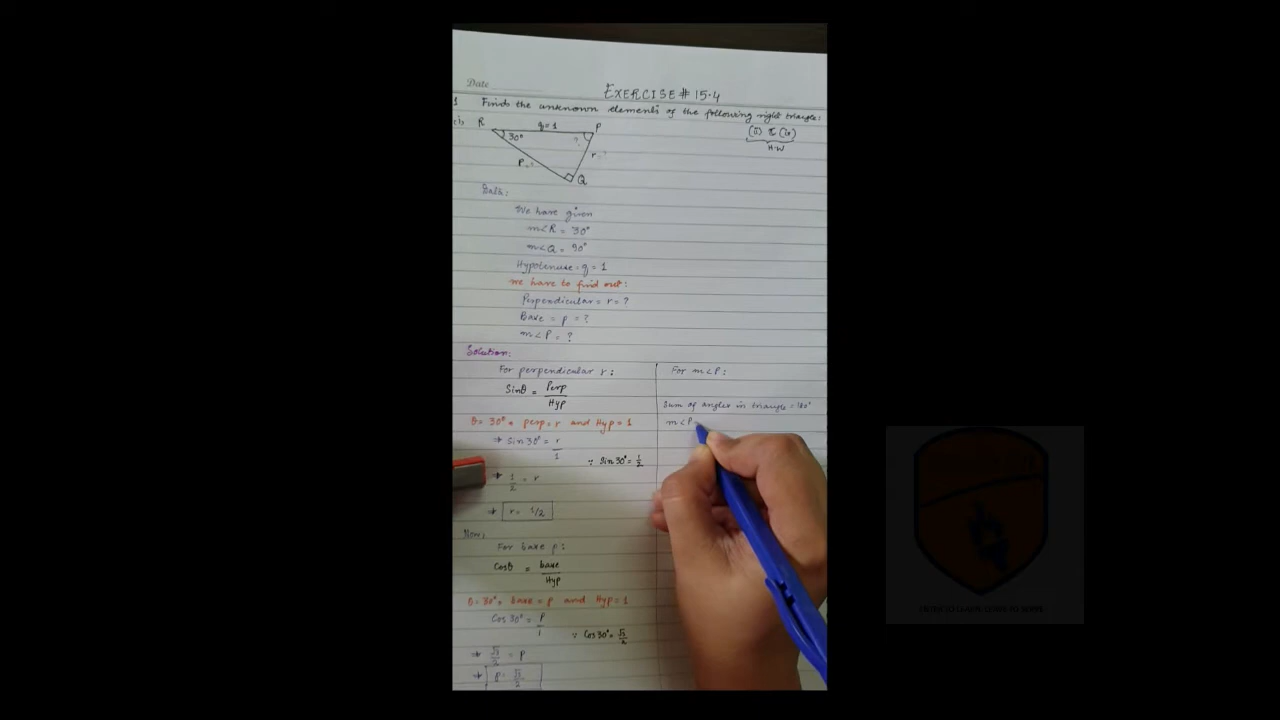 Date
EXERCISE # 15.4
1 Finds the unknown elements of the following right triangle:
R q=1 P
30° ?
r=?
P=?
Q
H.W
Data:
We have given
m∠R = 30°
m∠Q = 90°
Hypotenuse = q = 1
we have to find out:
Perpendicular = r = ?
Base = p = ?
m∠P = ?
Solution:
For perpendicular r:
Sinθ = Perp/Hyp
θ = 30°, perp = r and Hyp = 1
⇒ Sin 30° = r/1
∵ Sin 30° = 1/2
⇒ 1/2 = r
⇒ r = 1/2
Now,
For base p:
Cosθ = base/Hyp
θ = 30°, base = p and Hyp = 1
Cos 30° = P/1
∵ Cos 30° = √3/2
⇒ √3/2 = P
⇒ p = √3/2
For m∠P:
Sum of angles in triangle = 180°
m∠P